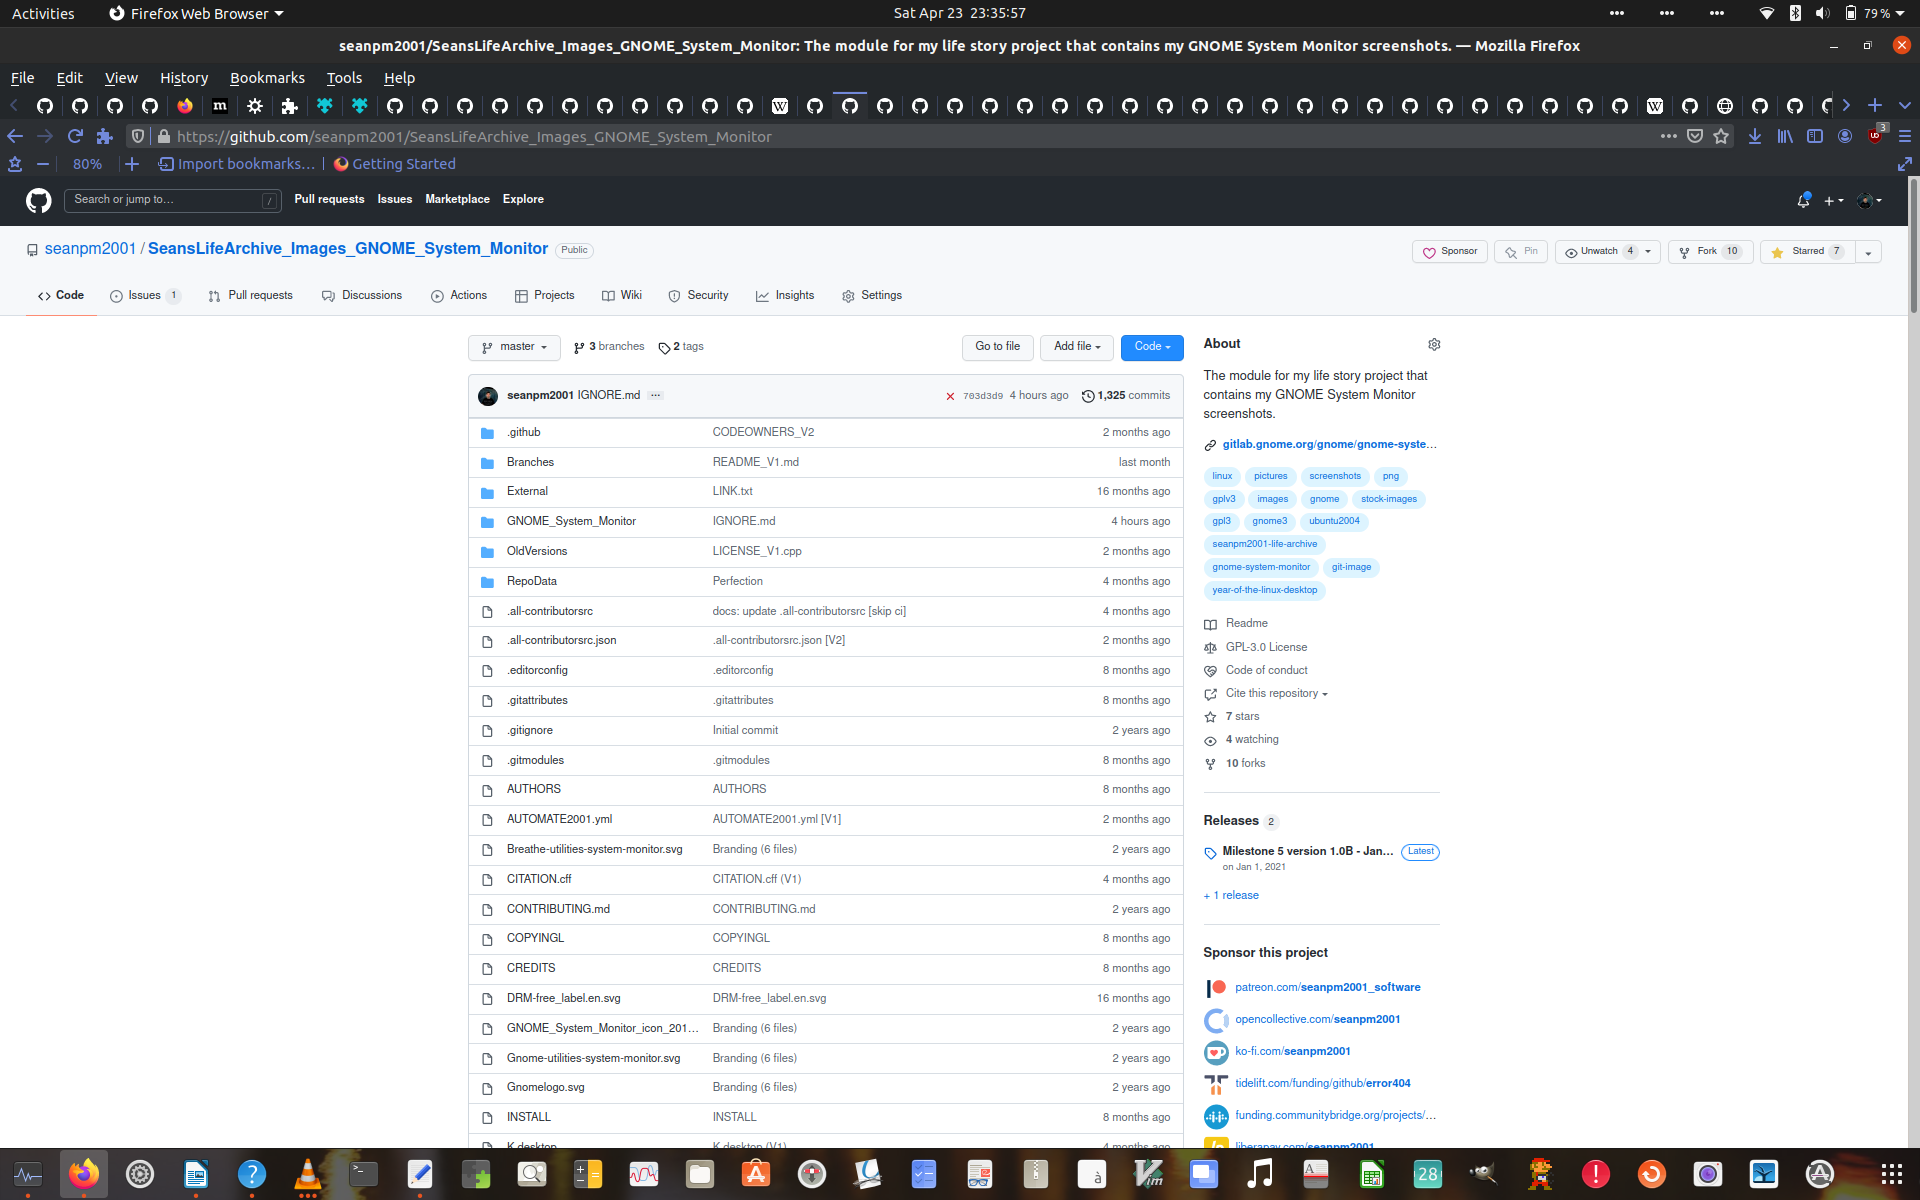 Activities Firefox Web Browser Sat Apr 23 23:35:57 79 %
seanpm2001/SeansLifeArchive_Images_GNOME_System_Monitor: The module for my life story project that contains my GNOME System Monitor screenshots. — Mozilla Firefox
File Edit View History Bookmarks Tools Help
https://github.com/seanpm2001/SeansLifeArchive_Images_GNOME_System_Monitor 3
80% Import bookmarks… Getting Started
Search or jump to… / Pull requests Issues Marketplace Explore
seanpm2001 / SeansLifeArchive_Images_GNOME_System_Monitor Public Sponsor Pin Unwatch 4 Fork 10 Starred 7
Code Issues 1 Pull requests Discussions Actions Projects Wiki Security Insights Settings
master 3 branches 2 tags Go to file Add file Code
seanpm2001 IGNORE.md ... 703d3d9 4 hours ago 1,325 commits
.github CODEOWNERS_V2 2 months ago
Branches README_V1.md last month
External LINK.txt 16 months ago
GNOME_System_Monitor IGNORE.md 4 hours ago
OldVersions LICENSE_V1.cpp 2 months ago
RepoData Perfection 4 months ago
.all-contributorsrc docs: update .all-contributorsrc [skip ci] 4 months ago
.all-contributorsrc.json .all-contributorsrc.json [V2] 2 months ago
.editorconfig .editorconfig 8 months ago
.gitattributes .gitattributes 8 months ago
.gitignore Initial commit 2 years ago
.gitmodules .gitmodules 8 months ago
AUTHORS AUTHORS 8 months ago
AUTOMATE2001.yml AUTOMATE2001.yml [V1] 2 months ago
Breathe-utilities-system-monitor.svg Branding (6 files) 2 years ago
CITATION.cff CITATION.cff (V1) 4 months ago
CONTRIBUTING.md CONTRIBUTING.md 2 years ago
COPYINGL COPYINGL 8 months ago
CREDITS CREDITS 8 months ago
DRM-free_label.en.svg DRM-free_label.en.svg 16 months ago
GNOME_System_Monitor_icon_201... Branding (6 files) 2 years ago
Gnome-utilities-system-monitor.svg Branding (6 files) 2 years ago
Gnomelogo.svg Branding (6 files) 2 years ago
INSTALL INSTALL 8 months ago
K.desktop K.desktop (V1) 4 months ago
About
The module for my life story project that
contains my GNOME System Monitor
screenshots.
gitlab.gnome.org/gnome/gnome-syste…
linux pictures screenshots png
gplv3 images gnome stock-images
gpl3 gnome3 ubuntu2004
seanpm2001-life-archive
gnome-system-monitor git-image
year-of-the-linux-desktop
Readme
GPL-3.0 License
Code of conduct
Cite this repository
7 stars
4 watching
10 forks
Releases 2
Milestone 5 version 1.0B - Jan... Latest
on Jan 1, 2021
+ 1 release
Sponsor this project
patreon.com/seanpm2001_software
opencollective.com/seanpm2001
ko-fi.com/seanpm2001
tidelift.com/funding/github/error404
funding.communitybridge.org/projects/…
liberapay.com/seanpm2001
28